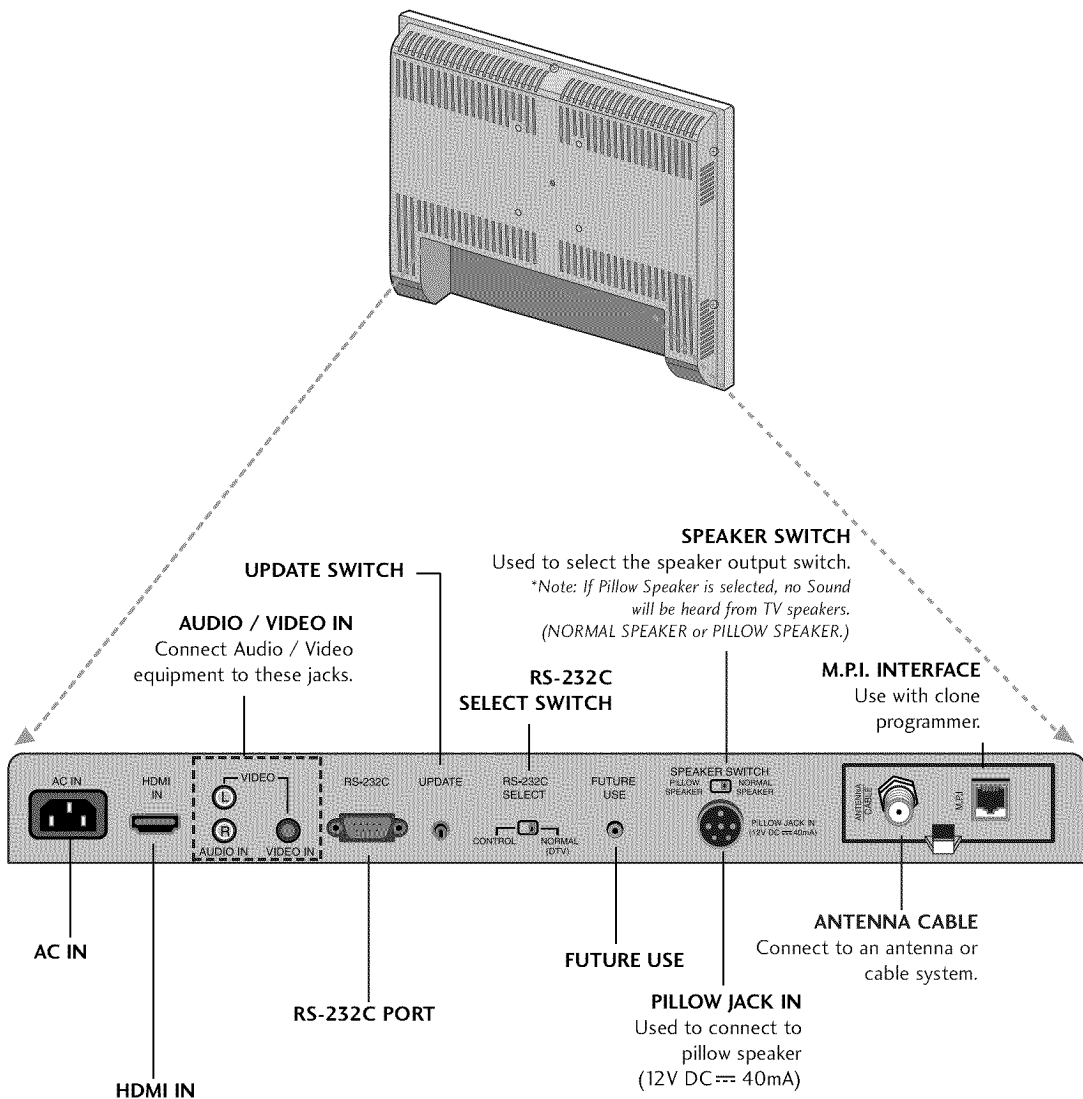 SPEAKER SWITCH
Used to select the speaker output switch.
*Note: If Pillow Speaker is selected, no Sound
will be heard from TV speakers.
(NORMAL SPEAKER or PILLOW SPEAKER.)
UPDATE SWITCH
AUDIO / VIDEO IN
Connect Audio / Video
equipment to these jacks.
RS-232C
SELECT SWITCH
M.P.I. INTERFACE
Use with clone
programmer.
AC IN
HDMI
IN
VIDEO
L
R
AUDIO IN
VIDEO IN
RS-232C
UPDATE
RS-232C
SELECT
CONTROL
NORMAL
(DTV)
FUTURE
USE
SPEAKER SWITCH
PILLOW
SPEAKER
NORMAL
SPEAKER
PILLOW JACK IN
(12V DC ⎓ 40mA)
ANTENNA
CABLE
M.P.I
AC IN
HDMI IN
RS-232C PORT
FUTURE USE
PILLOW JACK IN
Used to connect to
pillow speaker
(12V DC ⎓ 40mA)
ANTENNA CABLE
Connect to an antenna or
cable system.